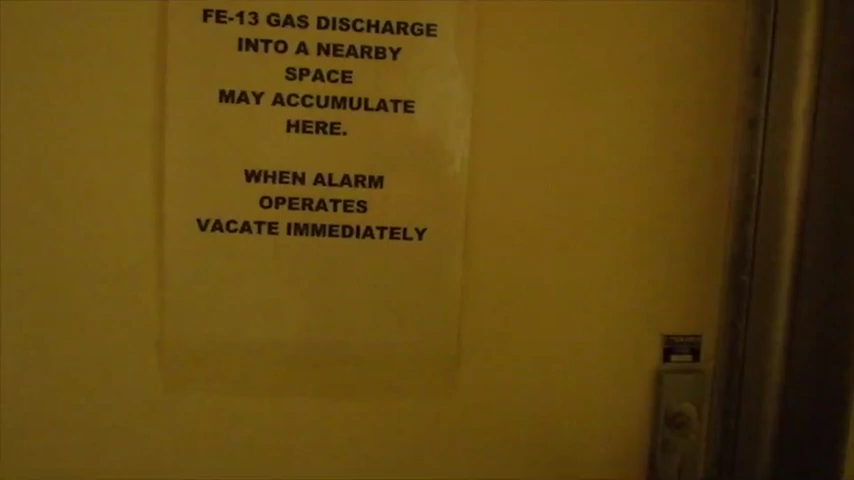 FE-13 GAS DISCHARGE
INTO A NEARBY
SPACE
MAY ACCUMULATE
HERE.
WHEN ALARM
OPERATES
VACATE IMMEDIATELY